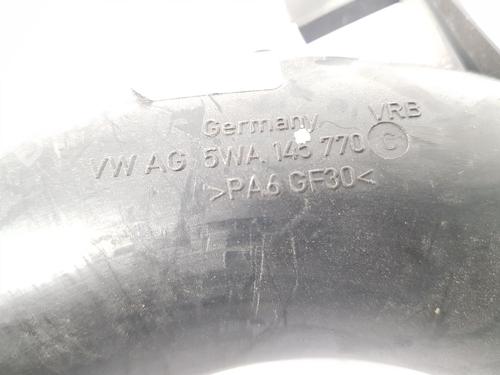 Germany VRB
VW AG 5WA 145 770 C
>PA6 GF30<